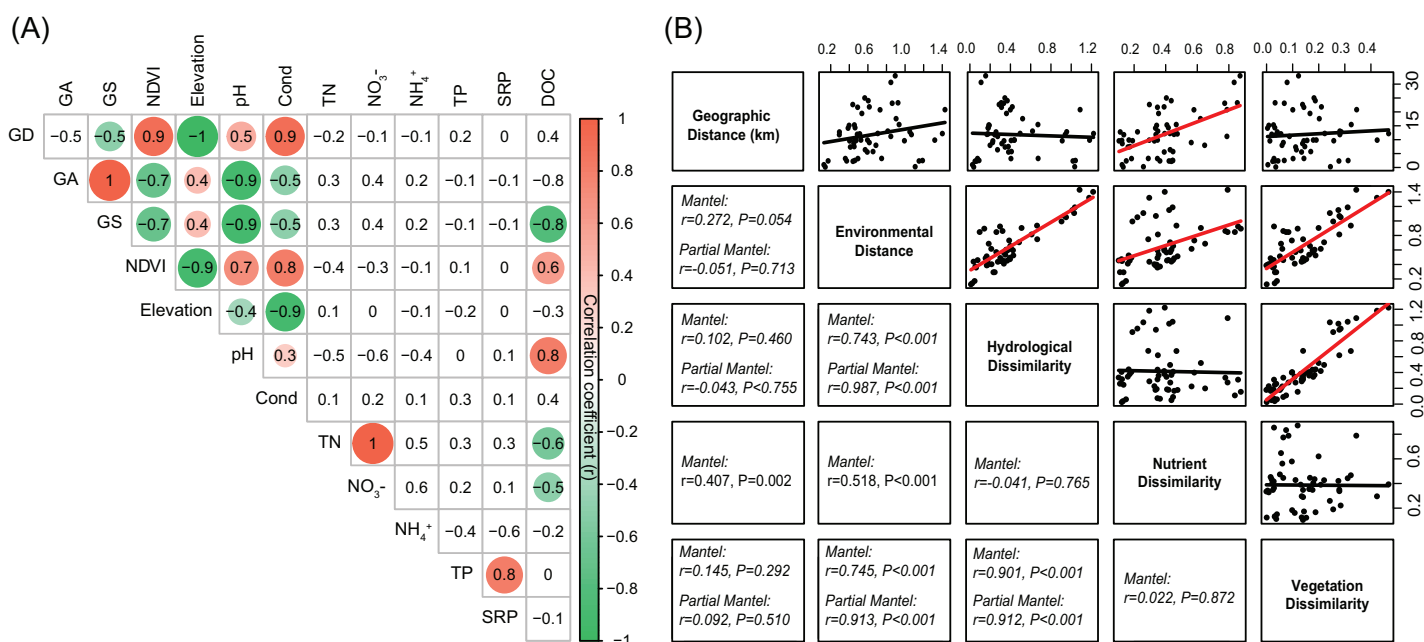 (A)
GA GS NDVI Elevation pH Cond TN NO₃- NH₄⁺ TP SRP DOC
GD −0.5 −0.5 0.9 −1 0.5 0.9 −0.2 −0.1 −0.1 0.2 0 0.4
GA 1 −0.7 0.4 −0.9 −0.5 0.3 0.4 0.2 −0.1 −0.1 −0.8
GS −0.7 0.4 −0.9 −0.5 0.3 0.4 0.2 −0.1 −0.1 −0.8
NDVI −0.9 0.7 0.8 −0.4 −0.3 −0.1 0.1 0 0.6
Elevation −0.4 −0.9 0.1 0 −0.1 −0.2 0 −0.3
pH 0.3 −0.5 −0.6 −0.4 0 0.1 0.8
Cond 0.1 0.2 0.1 0.3 0.1 0.4
TN 1 0.5 0.3 0.3 −0.6
NO₃- 0.6 0.2 0.1 −0.5
NH₄⁺ −0.4 −0.6 −0.2
TP 0.8 0
SRP −0.1
1
0.8
0.6
0.4
0.2
0
−0.2
−0.4
−0.6
−0.8
−1
Correlation coefficient (r)
(B)
0.2 0.6 1.0 1.4 0.0 0.4 0.8 1.2 0.2 0.4 0.6 0.8 0.0 0.1 0.2 0.3 0.4
Geographic
Distance (km)
0 15 30
Mantel:
r=0.272, P=0.054
Partial Mantel:
r=-0.051, P=0.713
Environmental
Distance
0.2 0.8 1.4
Mantel:
r=0.102, P=0.460
Partial Mantel:
r=-0.043, P<0.755
Mantel:
r=0.743, P<0.001
Partial Mantel:
r=0.987, P<0.001
Hydrological
Dissimilarity
0.0 0.4 0.8 1.2
Mantel:
r=0.407, P=0.002
Mantel:
r=0.518, P<0.001
Mantel:
r=-0.041, P=0.765
Nutrient
Dissimilarity
0.2 0.4 0.6 0.8
Mantel:
r=0.145, P=0.292
Partial Mantel:
r=0.092, P=0.510
Mantel:
r=0.745, P<0.001
Partial Mantel:
r=0.913, P<0.001
Mantel:
r=0.901, P<0.001
Partial Mantel:
r=0.912, P<0.001
Mantel:
r=0.022, P=0.872
Vegetation
Dissimilarity